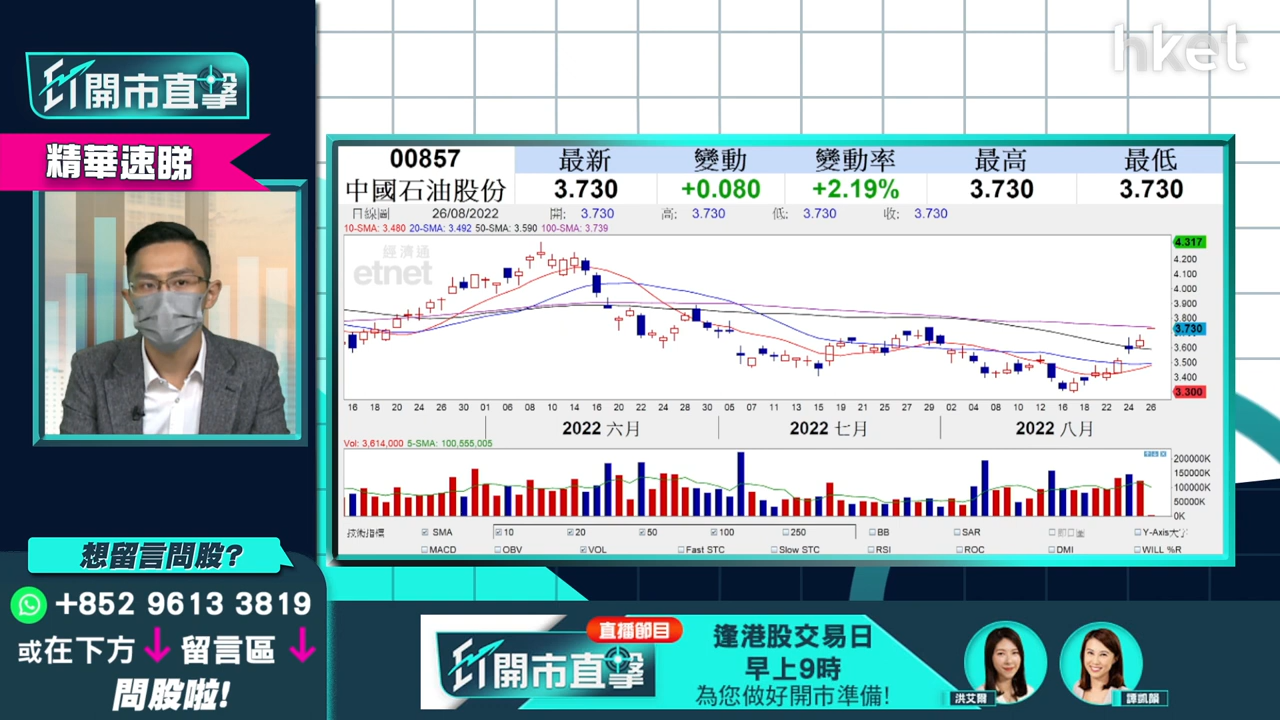 hket
ET開市直擊
精華速睇
00857
中國石油股份
最新
變動
變動率
最高
最低
3.730
+0.080
+2.19%
3.730
3.730
日線圖
26/08/2022
開: 3.730
高: 3.730
低: 3.730
收: 3.730
10-SMA: 3.480 20-SMA: 3.492 50-SMA: 3.590 100-SMA: 3.739
經濟通
etnet
4.317
4.200
4.100
4.000
3.900
3.800
3.730
3.600
3.500
3.400
3.300
16 18 20 24 26 30 01 06 08 10 14 16 20 22 24 28 30 05 07 11 13 15 19 21 25 27 29 02 04 08 10 12 16 18 22 24 26
2022 六月
2022 七月
2022 八月
Vol: 3,614,000 5-SMA: 100,555,005
200000K
150000K
100000K
50000K
0K
技術指標
SMA
10
20
50
100
250
BB
SAR
Y-Axis大字
MACD
OBV
VOL
Fast STC
Slow STC
RSI
ROC
DMI
WILL %R
想留言問股?
+852 9613 3819
或在下方 留言區
問股啦!
直播節目
ET開市直擊
逢港股交易日
早上9時
為您做好開市準備!
洪艾爾
譚凱韻